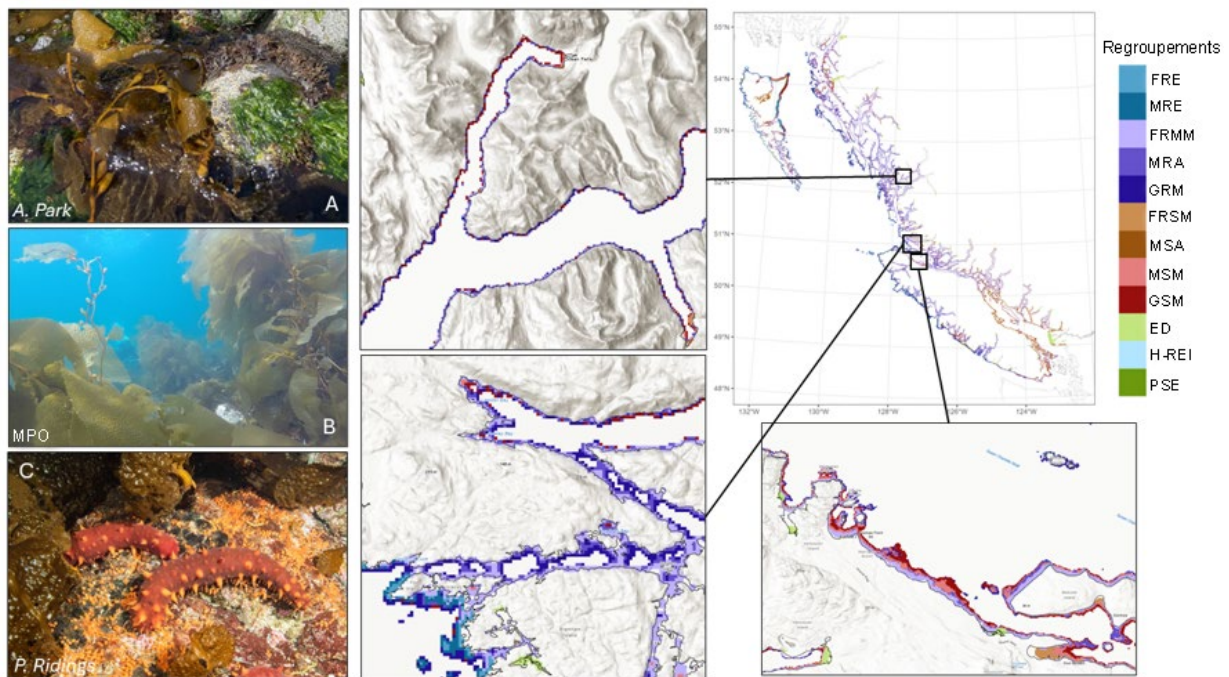 A. Park
A
MPO
B
C
P. Ridings
55°N
54°N
53°N
52°N
51°N
50°N
49°N
48°N
132°W
130°W
128°W
126°W
124°W
Regroupements
FRE
MRE
FRMM
MRA
GRM
FRSM
MSA
MSM
GSM
ED
H-REI
PSE